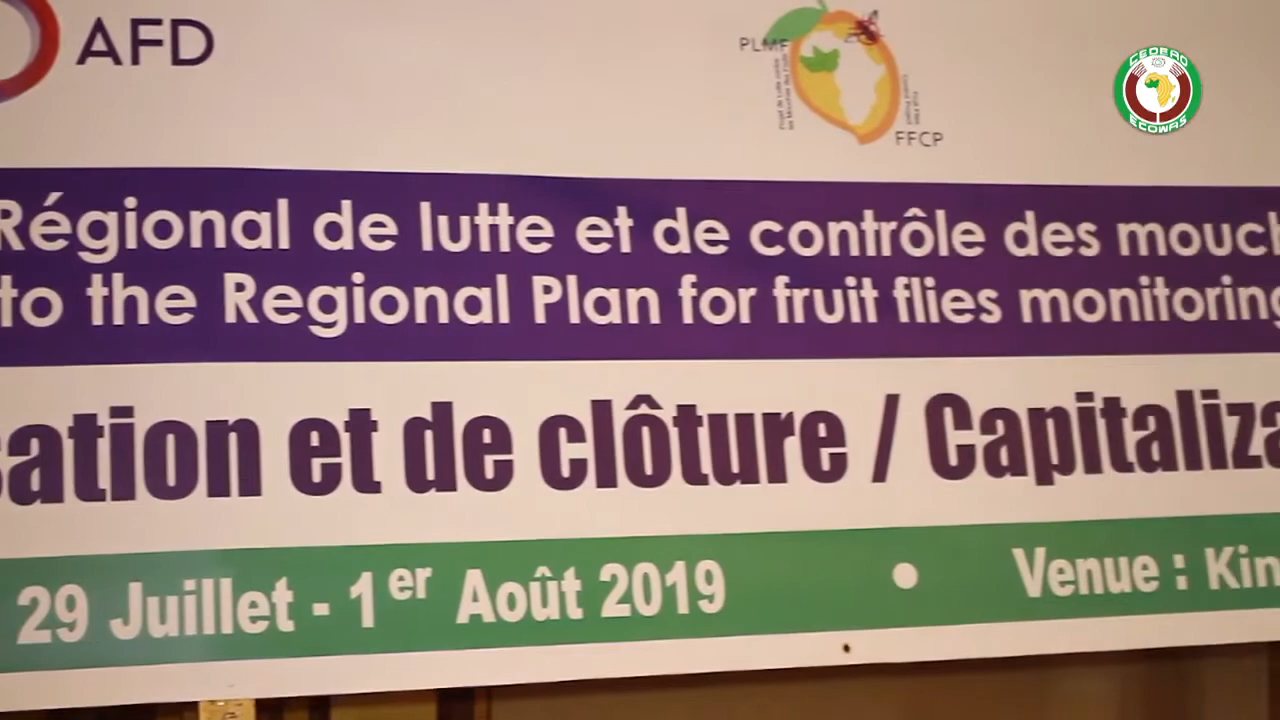 AFD
PLMF
FFCP
CEDEAO
ECOWAS
Régional de lutte et de contrôle des mouch
to the Regional Plan for fruit flies monitoring
sation et de clôture / Capitaliza
29 Juillet - 1er Août 2019 • Venue : Kin